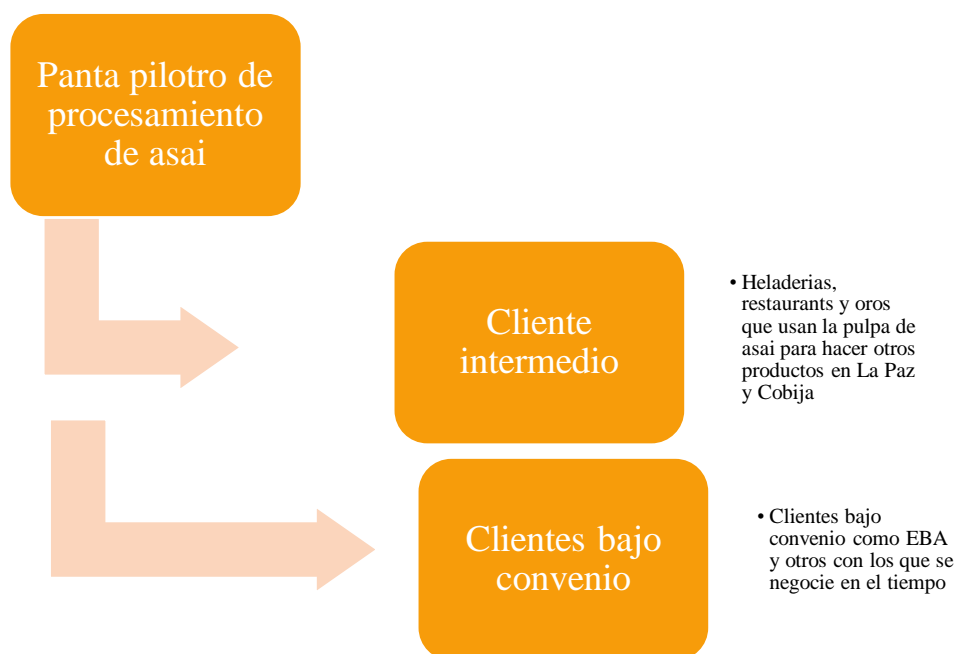 Panta pilotro de
procesamiento
de asai
Cliente
intermedio
• Heladerias,
restaurants y oros
que usan la pulpa de
asai para hacer otros
productos en La Paz
y Cobija
Clientes bajo
convenio
• Clientes bajo
convenio como EBA
y otros con los que se
negocie en el tiempo